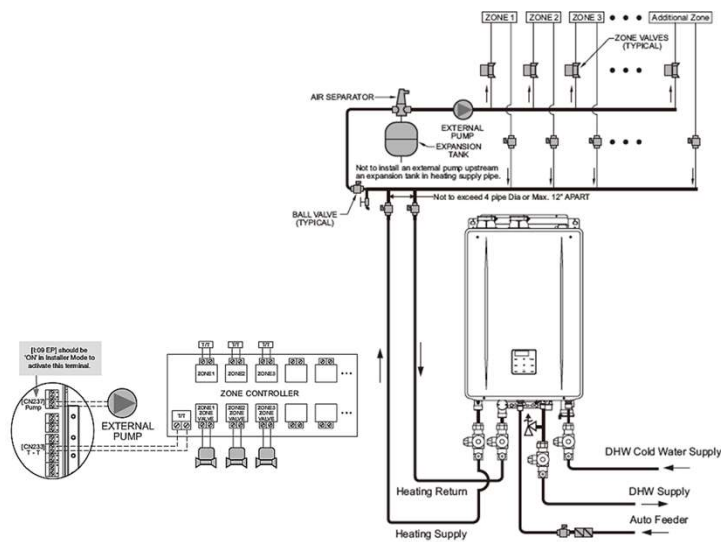 ZONE 1
ZONE 2
ZONE 3
Additional Zone
ZONE VALVES
(TYPICAL)
AIR SEPARATOR
EXTERNAL
PUMP
EXPANSION
TANK
Not to install an external pump upstream
an expansion tank in heating supply pipe.
Not to exceed 4 pipe Dia or Max. 12" APART
BALL VALVE
(TYPICAL)
[I:09 EP] should be
'ON' in Installer Mode to
activate this terminal.
[CN237]
Pump
[CN233]
T - T
EXTERNAL
PUMP
T/T
T/T
T/T
ZONE1
ZONE2
ZONE3
ZONE CONTROLLER
T/T
ZONE1
ZONE
VALVE
ZONE2
ZONE
VALVE
ZONE3
ZONE
VALVE
Heating Return
Heating Supply
DHW Cold Water Supply
DHW Supply
Auto Feeder